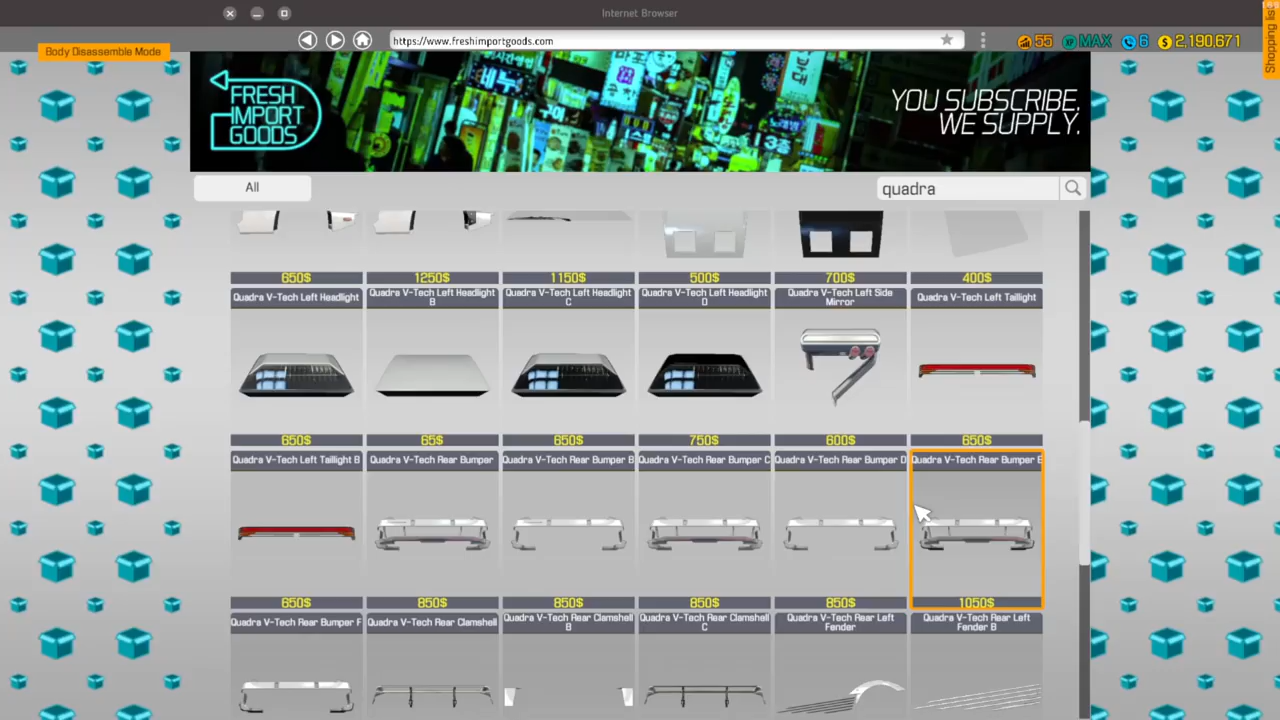 Internet Browser
Shopping list
Body Disassemble Mode
https://www.freshimportgoods.com
55
XP MAX
6
$ 2,190,671
FRESH
IMPORT
GOODS
YOU SUBSCRIBE.
WE SUPPLY.
All
quadra
650$
1250$
1150$
500$
700$
400$
Quadra V-Tech Left Headlight
Quadra V-Tech Left Headlight
B
Quadra V-Tech Left Headlight
C
Quadra V-Tech Left Headlight
D
Quadra V-Tech Left Side
Mirror
Quadra V-Tech Left Taillight
650$
65$
650$
750$
600$
650$
Quadra V-Tech Left Taillight B
Quadra V-Tech Rear Bumper
Quadra V-Tech Rear Bumper B
Quadra V-Tech Rear Bumper C
Quadra V-Tech Rear Bumper D
Quadra V-Tech Rear Bumper E
650$
850$
850$
850$
850$
1050$
Quadra V-Tech Rear Bumper F
Quadra V-Tech Rear Clamshell
Quadra V-Tech Rear Clamshell
B
Quadra V-Tech Rear Clamshell
C
Quadra V-Tech Rear Left
Fender
Quadra V-Tech Rear Left
Fender B